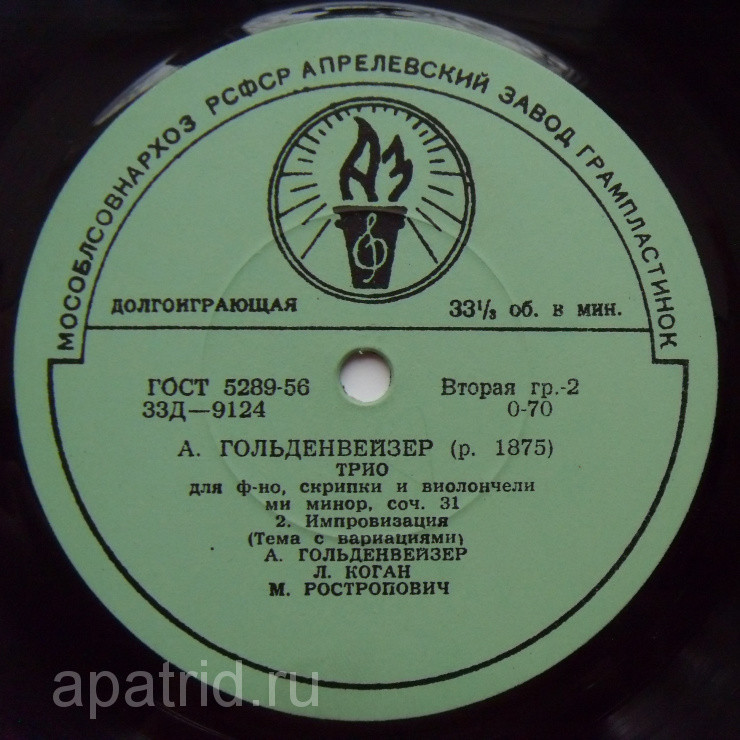 МОСОБЛСОВНАРХОЗ РСФСР АПРЕЛЕВСКИЙ ЗАВОД ГРАМПЛАСТИНОК
АЗ
ДОЛГОИГРАЮЩАЯ 33⅓ об. в мин.
ГОСТ 5289-56 Вторая гр.-2
33Д—9124 0-70
А. ГОЛЬДЕНВЕЙЗЕР (р. 1875)
ТРИО
для ф-но, скрипки и виолончели
ми минор, соч. 31
2. Импровизация
(Тема с вариациями)
А. ГОЛЬДЕНВЕЙЗЕР
Л. КОГАН
М. РОСТРОПОВИЧ
apatrid.ru